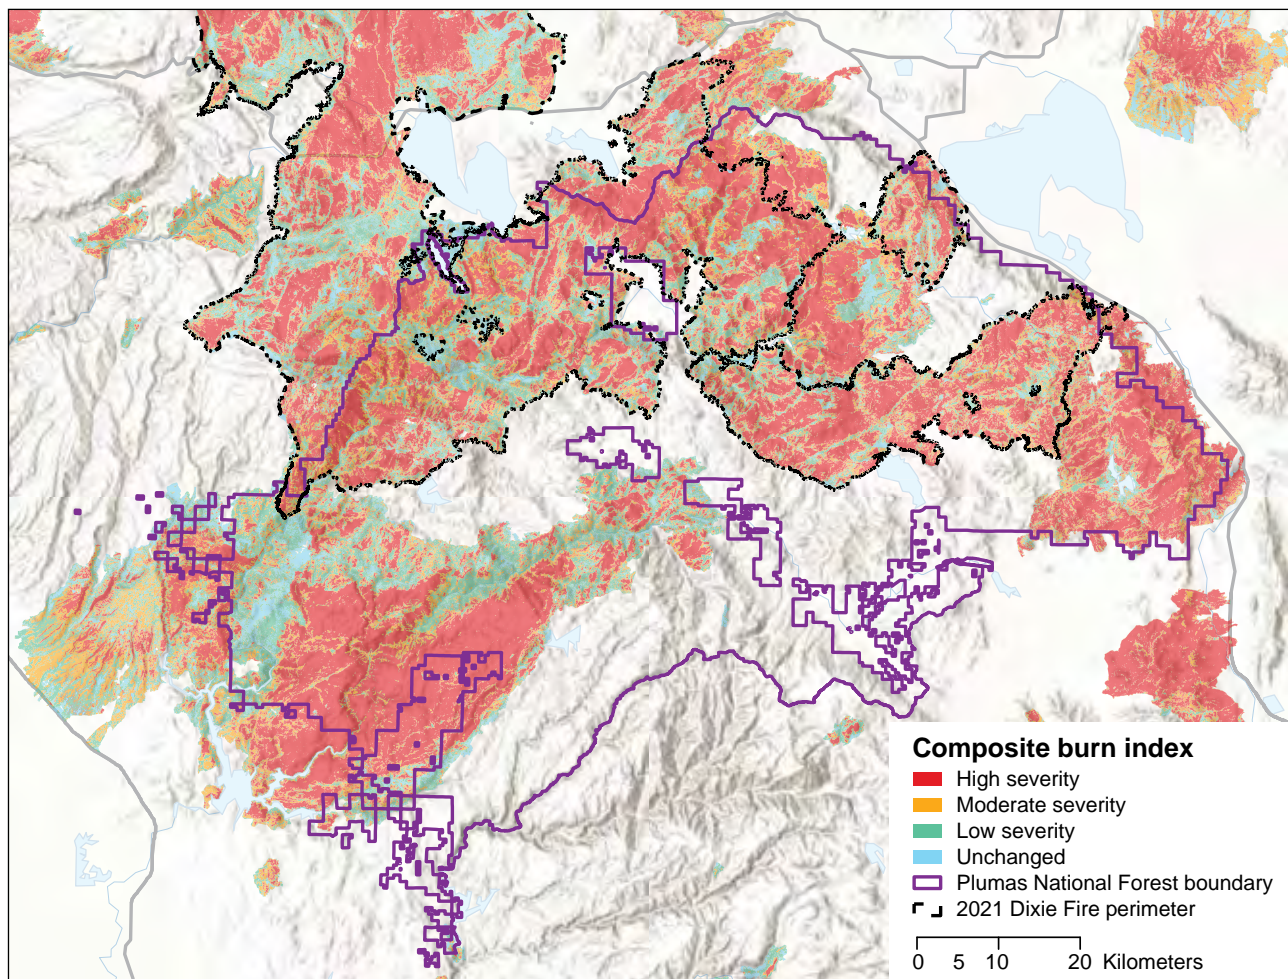 Composite burn index
High severity
Moderate severity
Low severity
Unchanged
Plumas National Forest boundary
2021 Dixie Fire perimeter
0 5 10 20 Kilometers